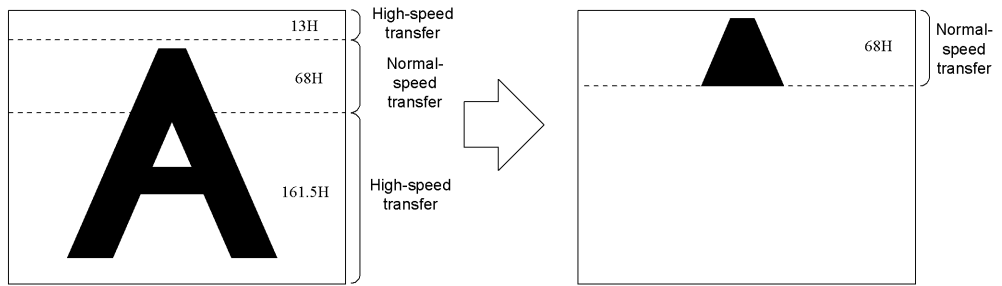 13H
High-speed
transfer
68H
Normal-
speed
transfer
161.5H
High-speed
transfer
A
68H
Normal-
speed
transfer